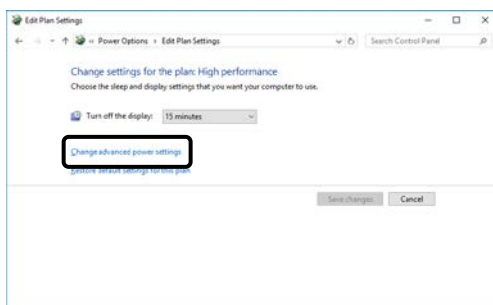 Edit Plan Settings
« Power Options › Edit Plan Settings
Search Control Panel
Change settings for the plan: High performance
Choose the sleep and display settings that you want your computer to use.
Turn off the display: 15 minutes
Change advanced power settings
Restore default settings for this plan
Save changes Cancel